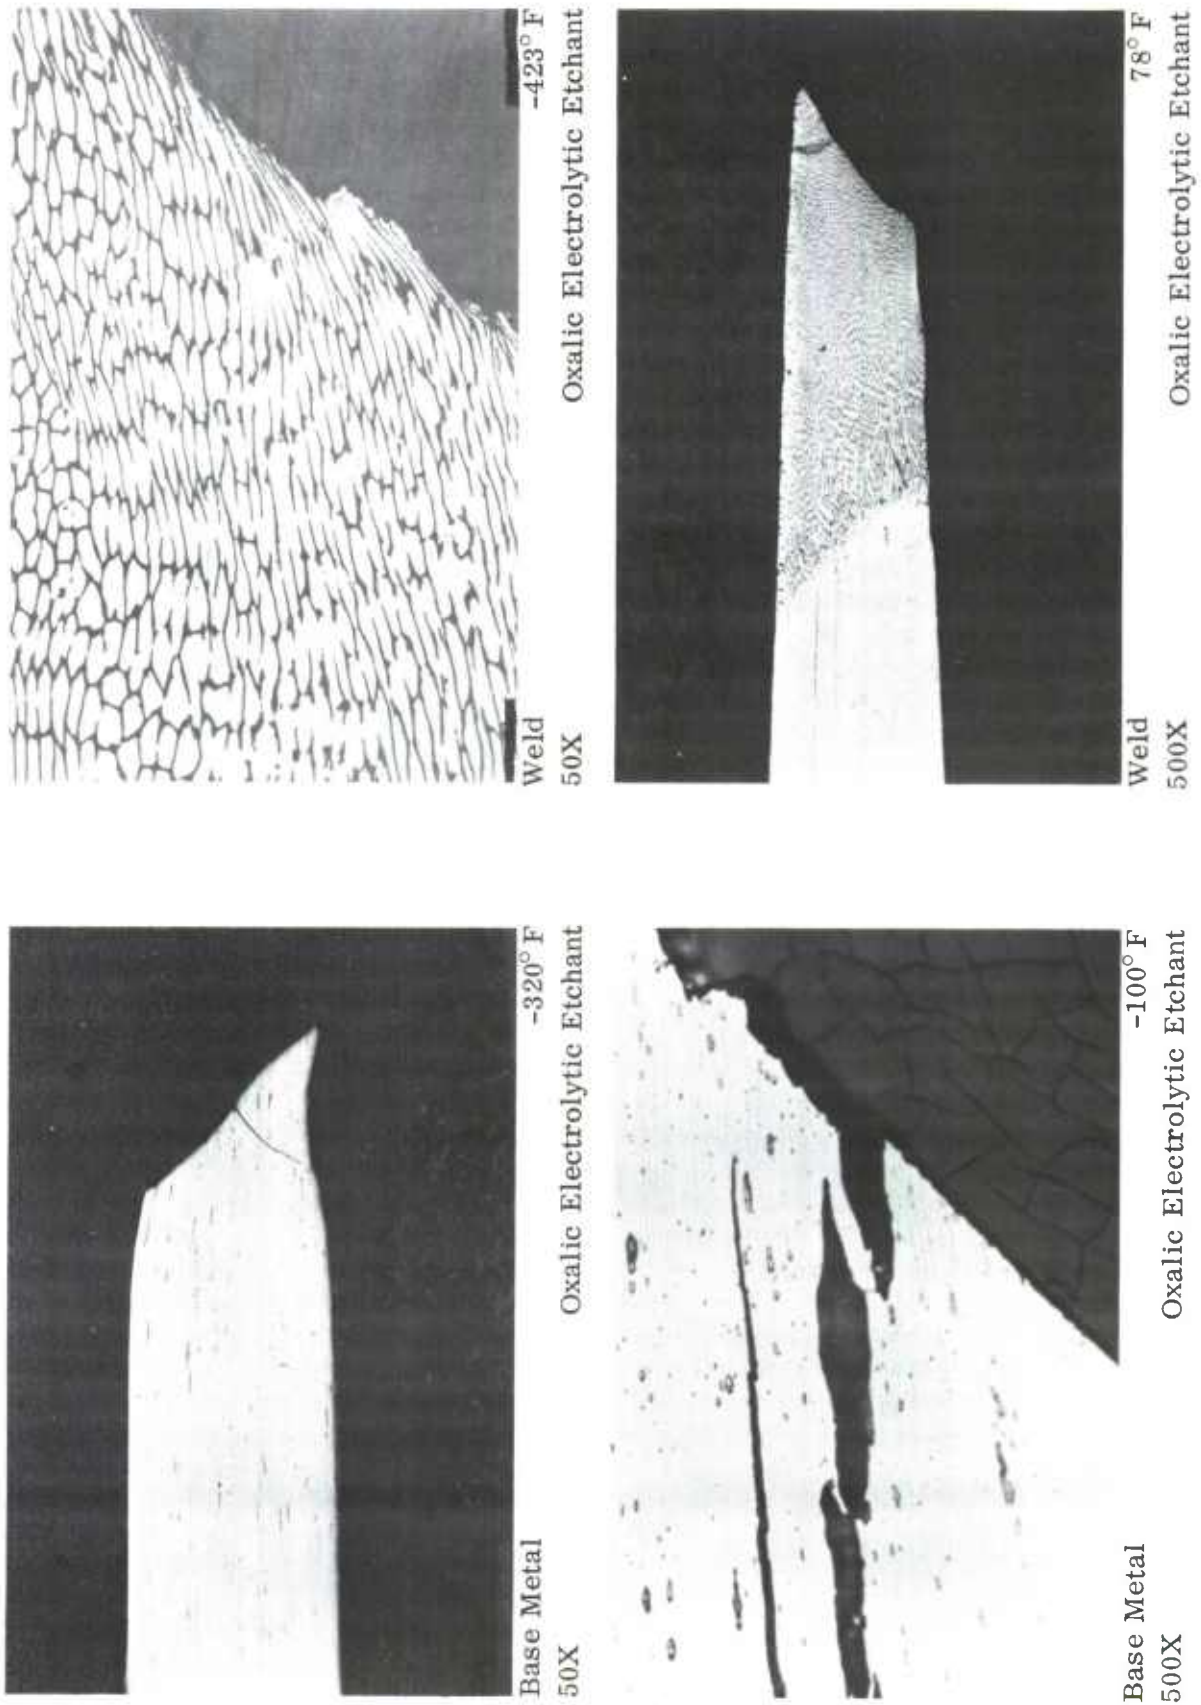 Weld -423° F
50X Oxalic Electrolytic Etchant
Weld 78° F
500X Oxalic Electrolytic Etchant
Base Metal -320° F
50X Oxalic Electrolytic Etchant
Base Metal -100° F
500X Oxalic Electrolytic Etchant